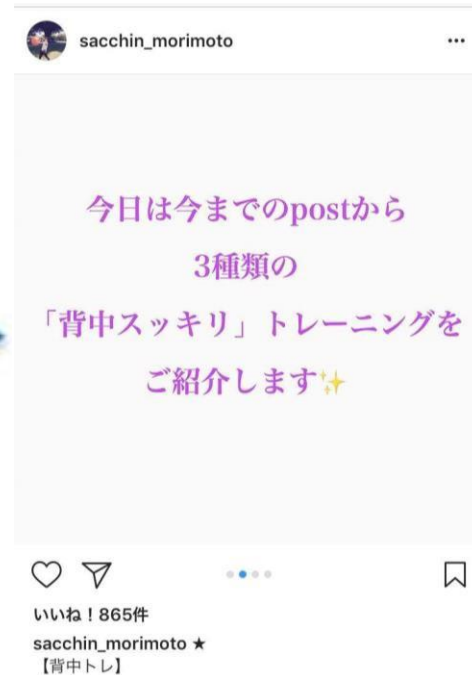 sacchin_morimoto
今日は今までのpostから
3種類の
「背中スッキリ」トレーニングを
ご紹介します✨
いいね！865件
sacchin_morimoto ★
【背中トレ】